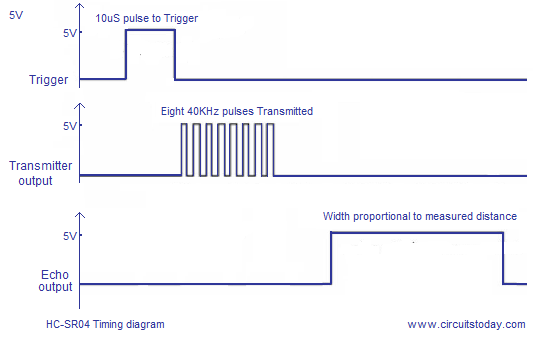 5V
10uS pulse to Trigger
5V
Trigger
Eight 40KHz pulses Transmitted
5V
Transmitter
output
Width proportional to measured distance
5V
Echo
output
HC-SR04 Timing diagram
www.circuitstoday.com